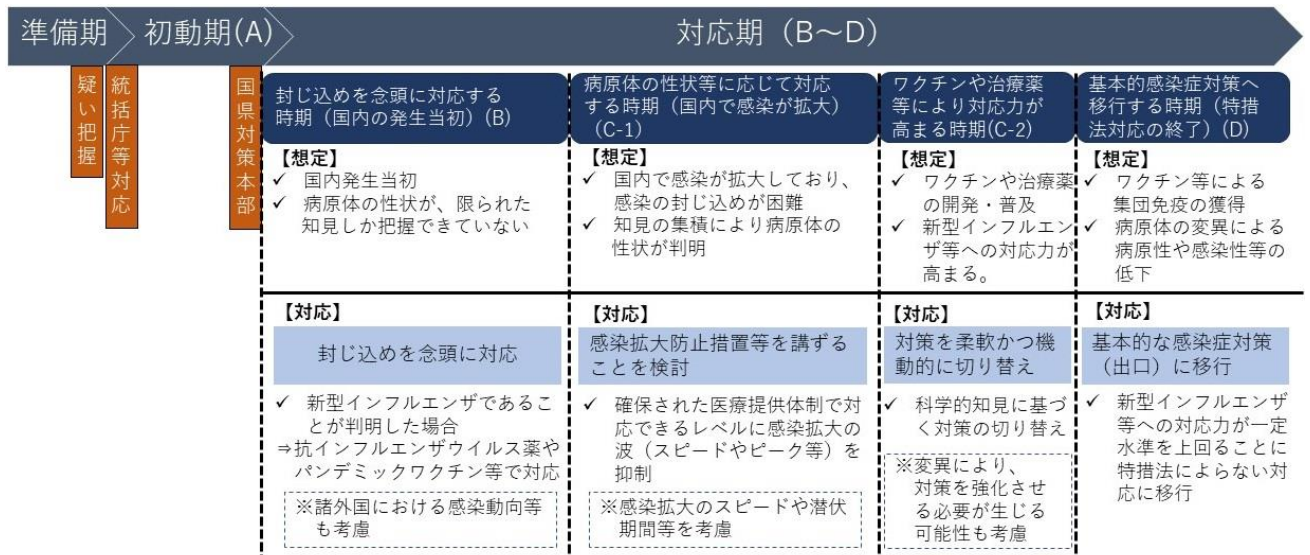 準備期
初動期(A)
対応期（B～D）
疑い把握
統括庁等対応
国県対策本部
封じ込めを念頭に対応する
時期（国内の発生当初）(B)
【想定】
✓ 国内発生当初
✓ 病原体の性状が、限られた
知見しか把握できていない
【対応】
封じ込めを念頭に対応
✓ 新型インフルエンザであるこ
とが判明した場合
⇒抗インフルエンザウイルス薬や
パンデミックワクチン等で対応
※諸外国における感染動向等
も考慮
病原体の性状等に応じて対応
する時期（国内で感染が拡大）
（C-1）
【想定】
✓ 国内で感染が拡大しており、
感染の封じ込めが困難
✓ 知見の集積により病原体の
性状が判明
【対応】
感染拡大防止措置等を講ずる
ことを検討
✓ 確保された医療提供体制で対
応できるレベルに感染拡大の
波（スピードやピーク等）を
抑制
※感染拡大のスピードや潜伏
期間等を考慮
ワクチンや治療薬
等により対応力が
高まる時期(C-2)
【想定】
✓ ワクチンや治療薬
の開発・普及
✓ 新型インフルエン
ザ等への対応力が
高まる。
【対応】
対策を柔軟かつ機
動的に切り替え
✓ 科学的知見に基づ
く対策の切り替え
※変異により、
対策を強化させ
る必要が生じる
可能性も考慮
基本的感染症対策へ
移行する時期（特措
法対応の終了）(D)
【想定】
✓ ワクチン等による
集団免疫の獲得
✓ 病原体の変異による
病原性や感染性等の
低下
【対応】
基本的な感染症対策
（出口）に移行
✓ 新型インフルエンザ
等への対応力が一定
水準を上回ることに
特措法によらない対
応に移行